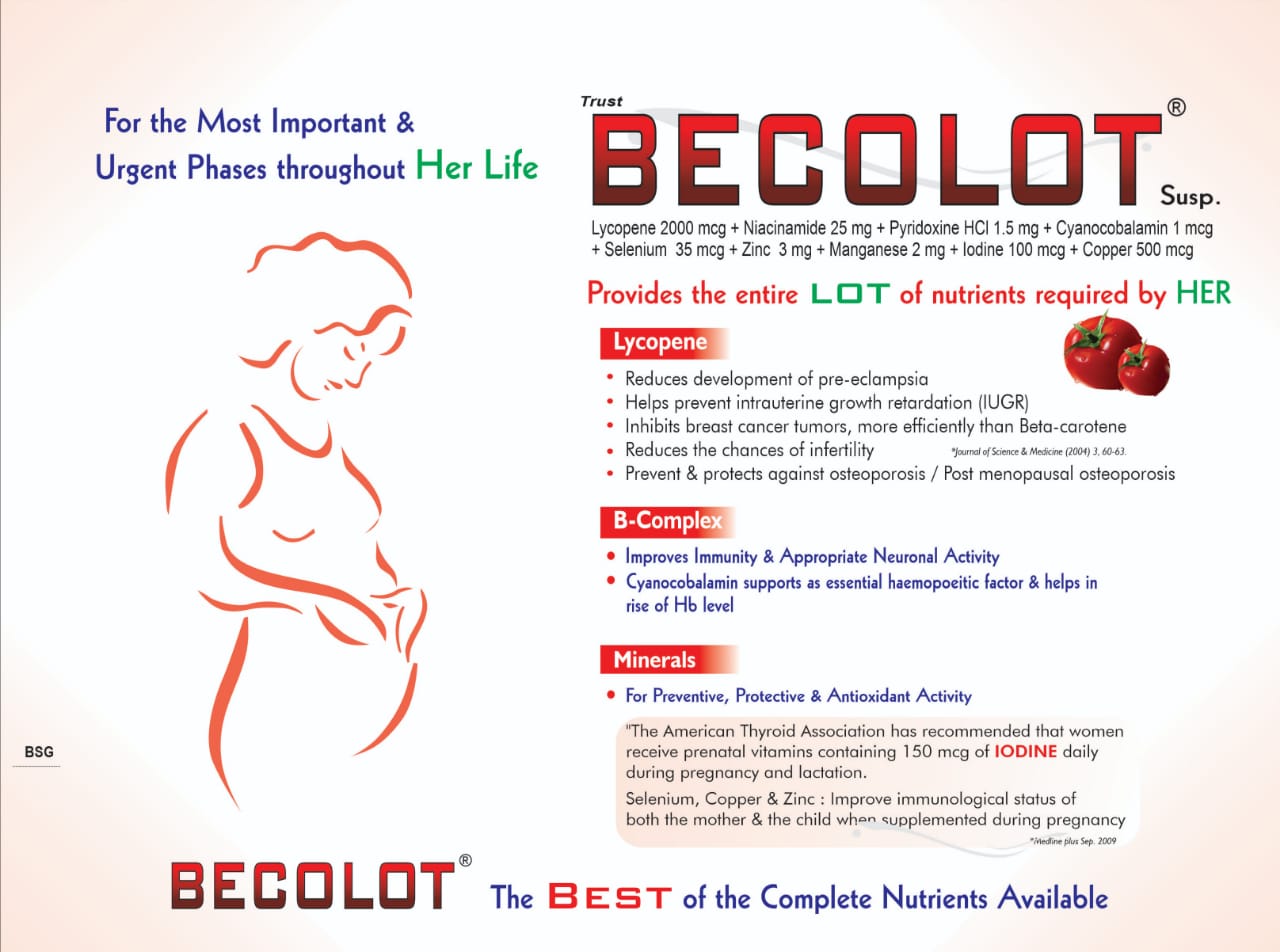 For the Most Important &
Urgent Phases throughout Her Life
Trust
BECOLOT®
Susp.
Lycopene 2000 mcg + Niacinamide 25 mg + Pyridoxine HCl 1.5 mg + Cyanocobalamin 1 mcg
+ Selenium 35 mcg + Zinc 3 mg + Manganese 2 mg + Iodine 100 mcg + Copper 500 mcg
Provides the entire LOT of nutrients required by HER
Lycopene
• Reduces development of pre-eclampsia
• Helps prevent intrauterine growth retardation (IUGR)
• Inhibits breast cancer tumors, more efficiently than Beta-carotene
• Reduces the chances of infertility *Journal of Science & Medicine (2004) 3, 60-63.
• Prevent & protects against osteoporosis / Post menopausal osteoporosis
B-Complex
• Improves Immunity & Appropriate Neuronal Activity
• Cyanocobalamin supports as essential haemopoeitic factor & helps in
rise of Hb level
Minerals
• For Preventive, Protective & Antioxidant Activity
"The American Thyroid Association has recommended that women
receive prenatal vitamins containing 150 mcg of IODINE daily
during pregnancy and lactation.
Selenium, Copper & Zinc : Improve immunological status of
both the mother & the child when supplemented during pregnancy
*Medline plus Sep. 2009
BSG
BECOLOT® The BEST of the Complete Nutrients Available